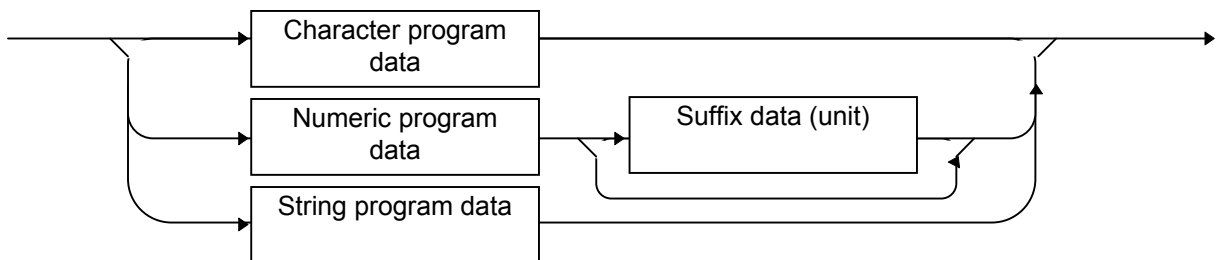 Character program
data
Numeric program
data
Suffix data (unit)
String program data